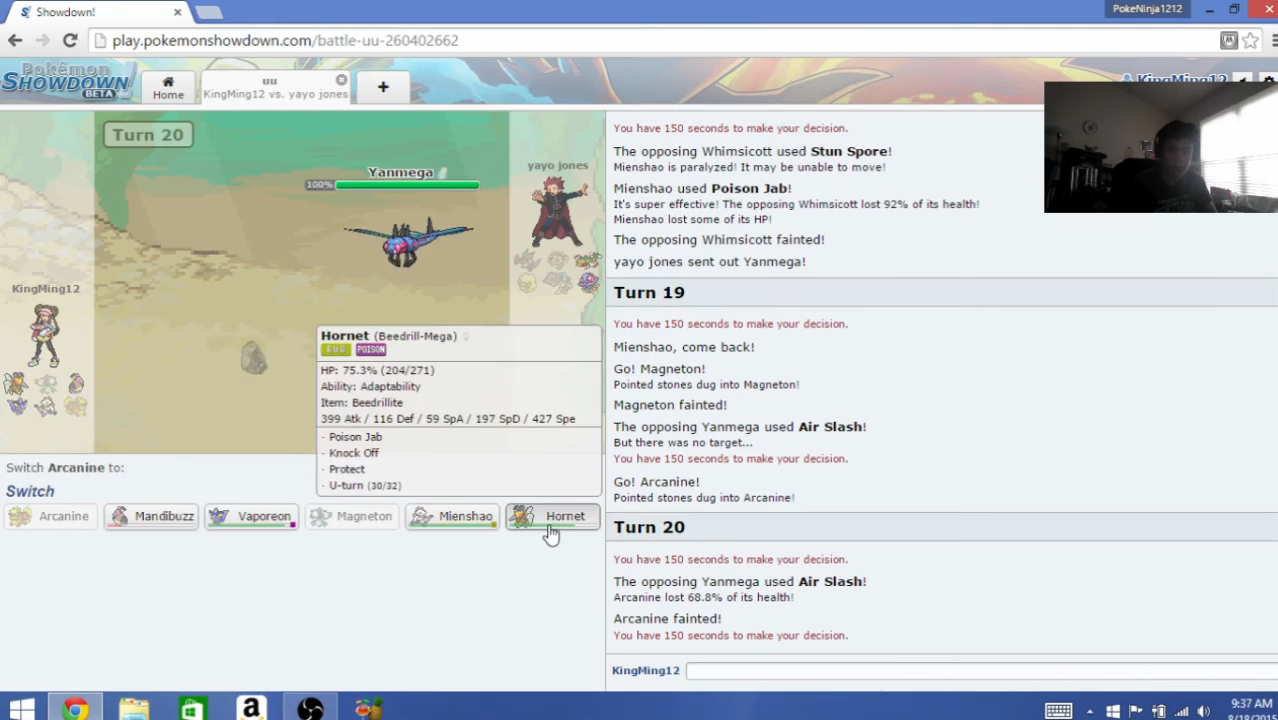 Showdown!
PokeNinja1212
play.pokemonshowdown.com/battle-uu-260402662
Pokémon
SHOWDOWN
BETA
Home
uu
KingMing12 vs. yayo jones
+
KingMing12
Turn 20
Yanmega
100%
yayo jones
KingMing12
Hornet (Beedrill-Mega)
BUG POISON
HP: 75.3% (204/271)
Ability: Adaptability
Item: Beedrillite
399 Atk / 116 Def / 59 SpA / 197 SpD / 427 Spe
· Poison Jab
· Knock Off
· Protect
· U-turn (30/32)
Switch Arcanine to:
Switch
Arcanine
Mandibuzz
Vaporeon
Magneton
Mienshao
Hornet
You have 150 seconds to make your decision.
The opposing Whimsicott used Stun Spore!
Mienshao is paralyzed! It may be unable to move!
Mienshao used Poison Jab!
It's super effective! The opposing Whimsicott lost 92% of its health!
Mienshao lost some of its HP!
The opposing Whimsicott fainted!
yayo jones sent out Yanmega!
Turn 19
You have 150 seconds to make your decision.
Mienshao, come back!
Go! Magneton!
Pointed stones dug into Magneton!
Magneton fainted!
The opposing Yanmega used Air Slash!
But there was no target...
You have 150 seconds to make your decision.
Go! Arcanine!
Pointed stones dug into Arcanine!
Turn 20
You have 150 seconds to make your decision.
The opposing Yanmega used Air Slash!
Arcanine lost 68.8% of its health!
Arcanine fainted!
You have 150 seconds to make your decision.
KingMing12
9:37 AM